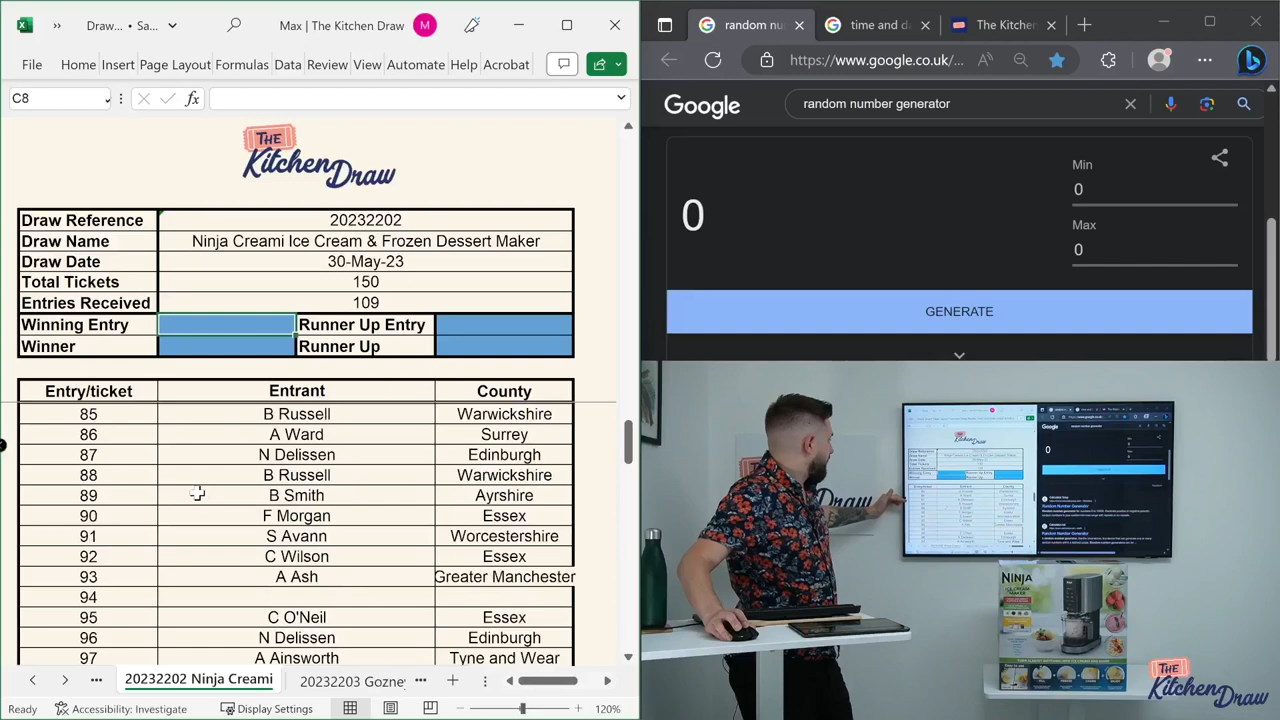 Draw... • Sa...
Max | The Kitchen Draw
M
File Home Insert Page Layout Formulas Data Review View Automate Help Acrobat
C8
fx
THE
Kitchen Draw
Draw Reference 20232202
Draw Name Ninja Creami Ice Cream & Frozen Dessert Maker
Draw Date 30-May-23
Total Tickets 150
Entries Received 109
Winning Entry Runner Up Entry
Winner Runner Up
Entry/ticket Entrant County
85 B Russell Warwickshire
86 A Ward Surrey
87 N Delissen Edinburgh
88 B Russell Warwickshire
89 B Smith Ayrshire
90 P Morgan Essex
91 S Avann Worcestershire
92 C Wilson Essex
93 A Ash Greater Manchester
94
95 C O'Neil Essex
96 N Delissen Edinburgh
97 A Ainsworth Tyne and Wear
20232202 Ninja Creami
Ready
Accessibility: Investigate
Display Settings
120%
random nu
time and d
The Kitchen
https://www.google.co.uk/...
Google
random number generator
0
Min
0
Max
0
GENERATE
NINJA
THE
Kitchen Draw